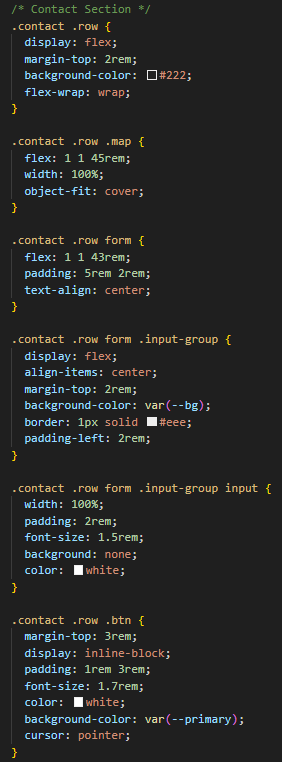 /* Contact Section */
.contact .row {
  display: flex;
  margin-top: 2rem;
  background-color: #222;
  flex-wrap: wrap;
}

.contact .row .map {
  flex: 1 1 45rem;
  width: 100%;
  object-fit: cover;
}

.contact .row form {
  flex: 1 1 43rem;
  padding: 5rem 2rem;
  text-align: center;
}

.contact .row form .input-group {
  display: flex;
  align-items: center;
  margin-top: 2rem;
  background-color: var(--bg);
  border: 1px solid #eee;
  padding-left: 2rem;
}

.contact .row form .input-group input {
  width: 100%;
  padding: 2rem;
  font-size: 1.5rem;
  background: none;
  color: white;
}

.contact .row .btn {
  margin-top: 3rem;
  display: inline-block;
  padding: 1rem 3rem;
  font-size: 1.7rem;
  color: white;
  background-color: var(--primary);
  cursor: pointer;
}